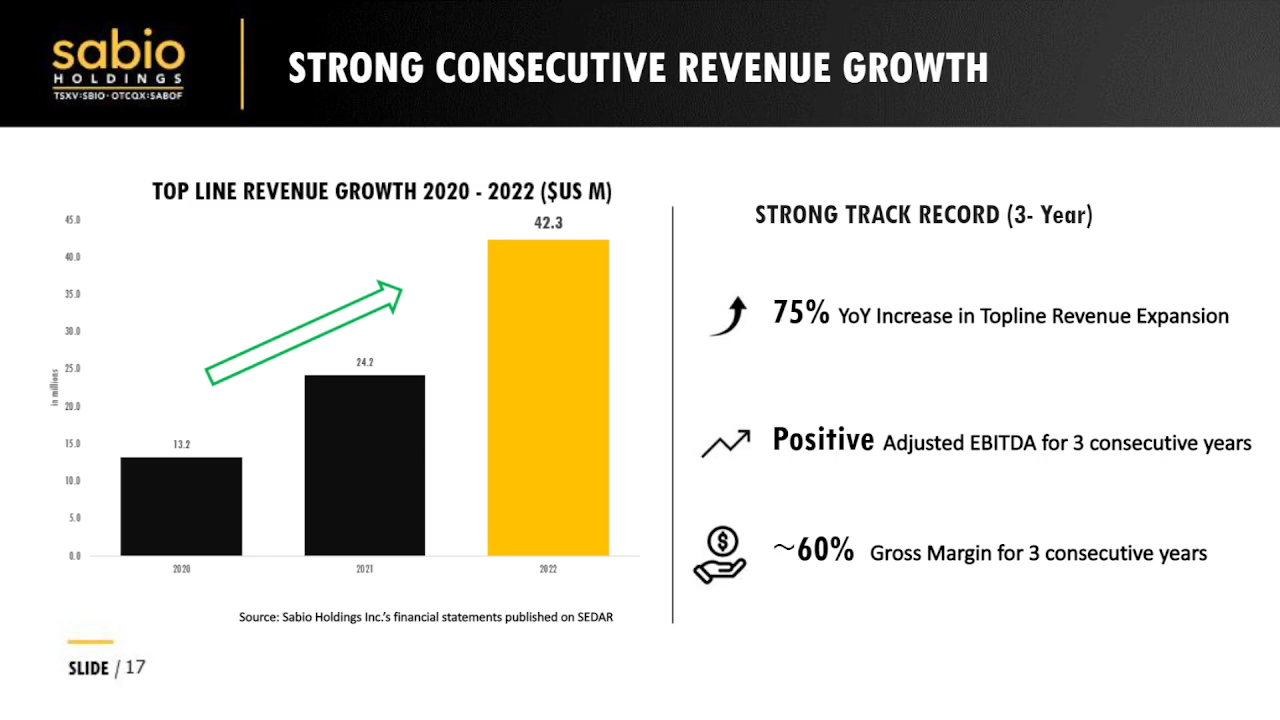 sabio
HOLDINGS
TSXV:SBIO · OTCQX:SABOF
STRONG CONSECUTIVE REVENUE GROWTH
TOP LINE REVENUE GROWTH 2020 - 2022 ($US M)
45.0
40.0
35.0
30.0
25.0
20.0
15.0
10.0
5.0
0.0
in millions
13.2
24.2
42.3
2020
2021
2022
Source: Sabio Holdings Inc.’s financial statements published on SEDAR
STRONG TRACK RECORD (3- Year)
75% YoY Increase in Topline Revenue Expansion
Positive Adjusted EBITDA for 3 consecutive years
$
~60% Gross Margin for 3 consecutive years
SLIDE / 17